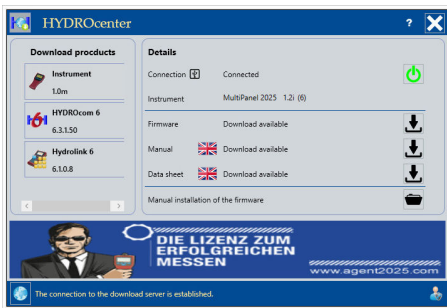 HYDROcenter
?
Download procducts
Instrument
1.0m
HYDROcom 6
6.3.1.50
Hydrolink 6
6.1.0.8
Details
Connection Connected
Instrument MultiPanel 2025 1.2i (6)
Firmware Download available
Manual Download available
Data sheet Download available
Manual installation of the firmware
DIE LIZENZ ZUM
ERFOLGREICHEN
MESSEN
www.agent2025.com
The connection to the download server is established.